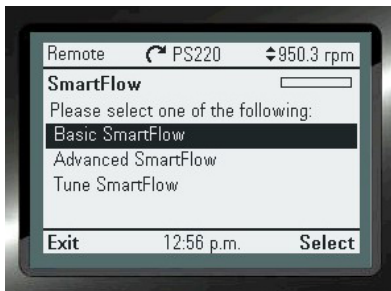 Remote PS220 950.3 rpm
SmartFlow
Please select one of the following:
Basic SmartFlow
Advanced SmartFlow
Tune SmartFlow
Exit 12:56 p.m. Select